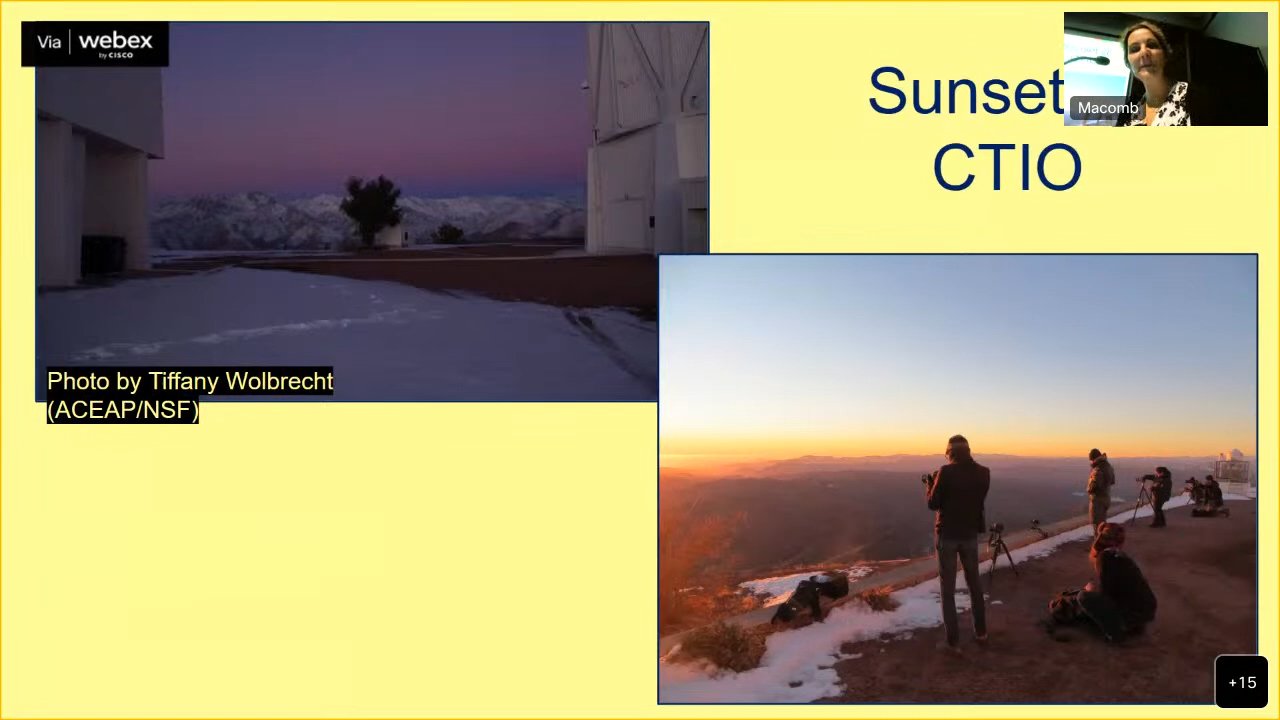 Via webex
by CISCO
Sunset
CTIO
Macomb
Photo by Tiffany Wolbrecht
(ACEAP/NSF)
+15